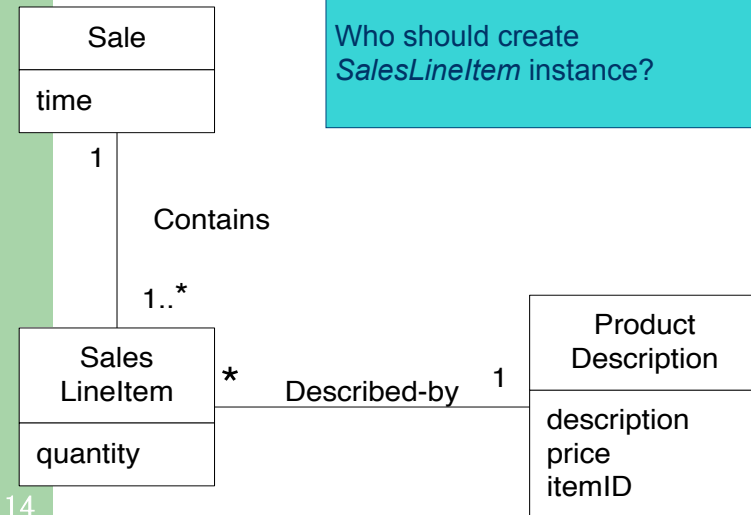 Sale
Who should create
SalesLineItem instance?
time
1
Contains
1..*
Sales
LineItem
*
Described-by
1
Product
Description
quantity
description
price
itemID
14